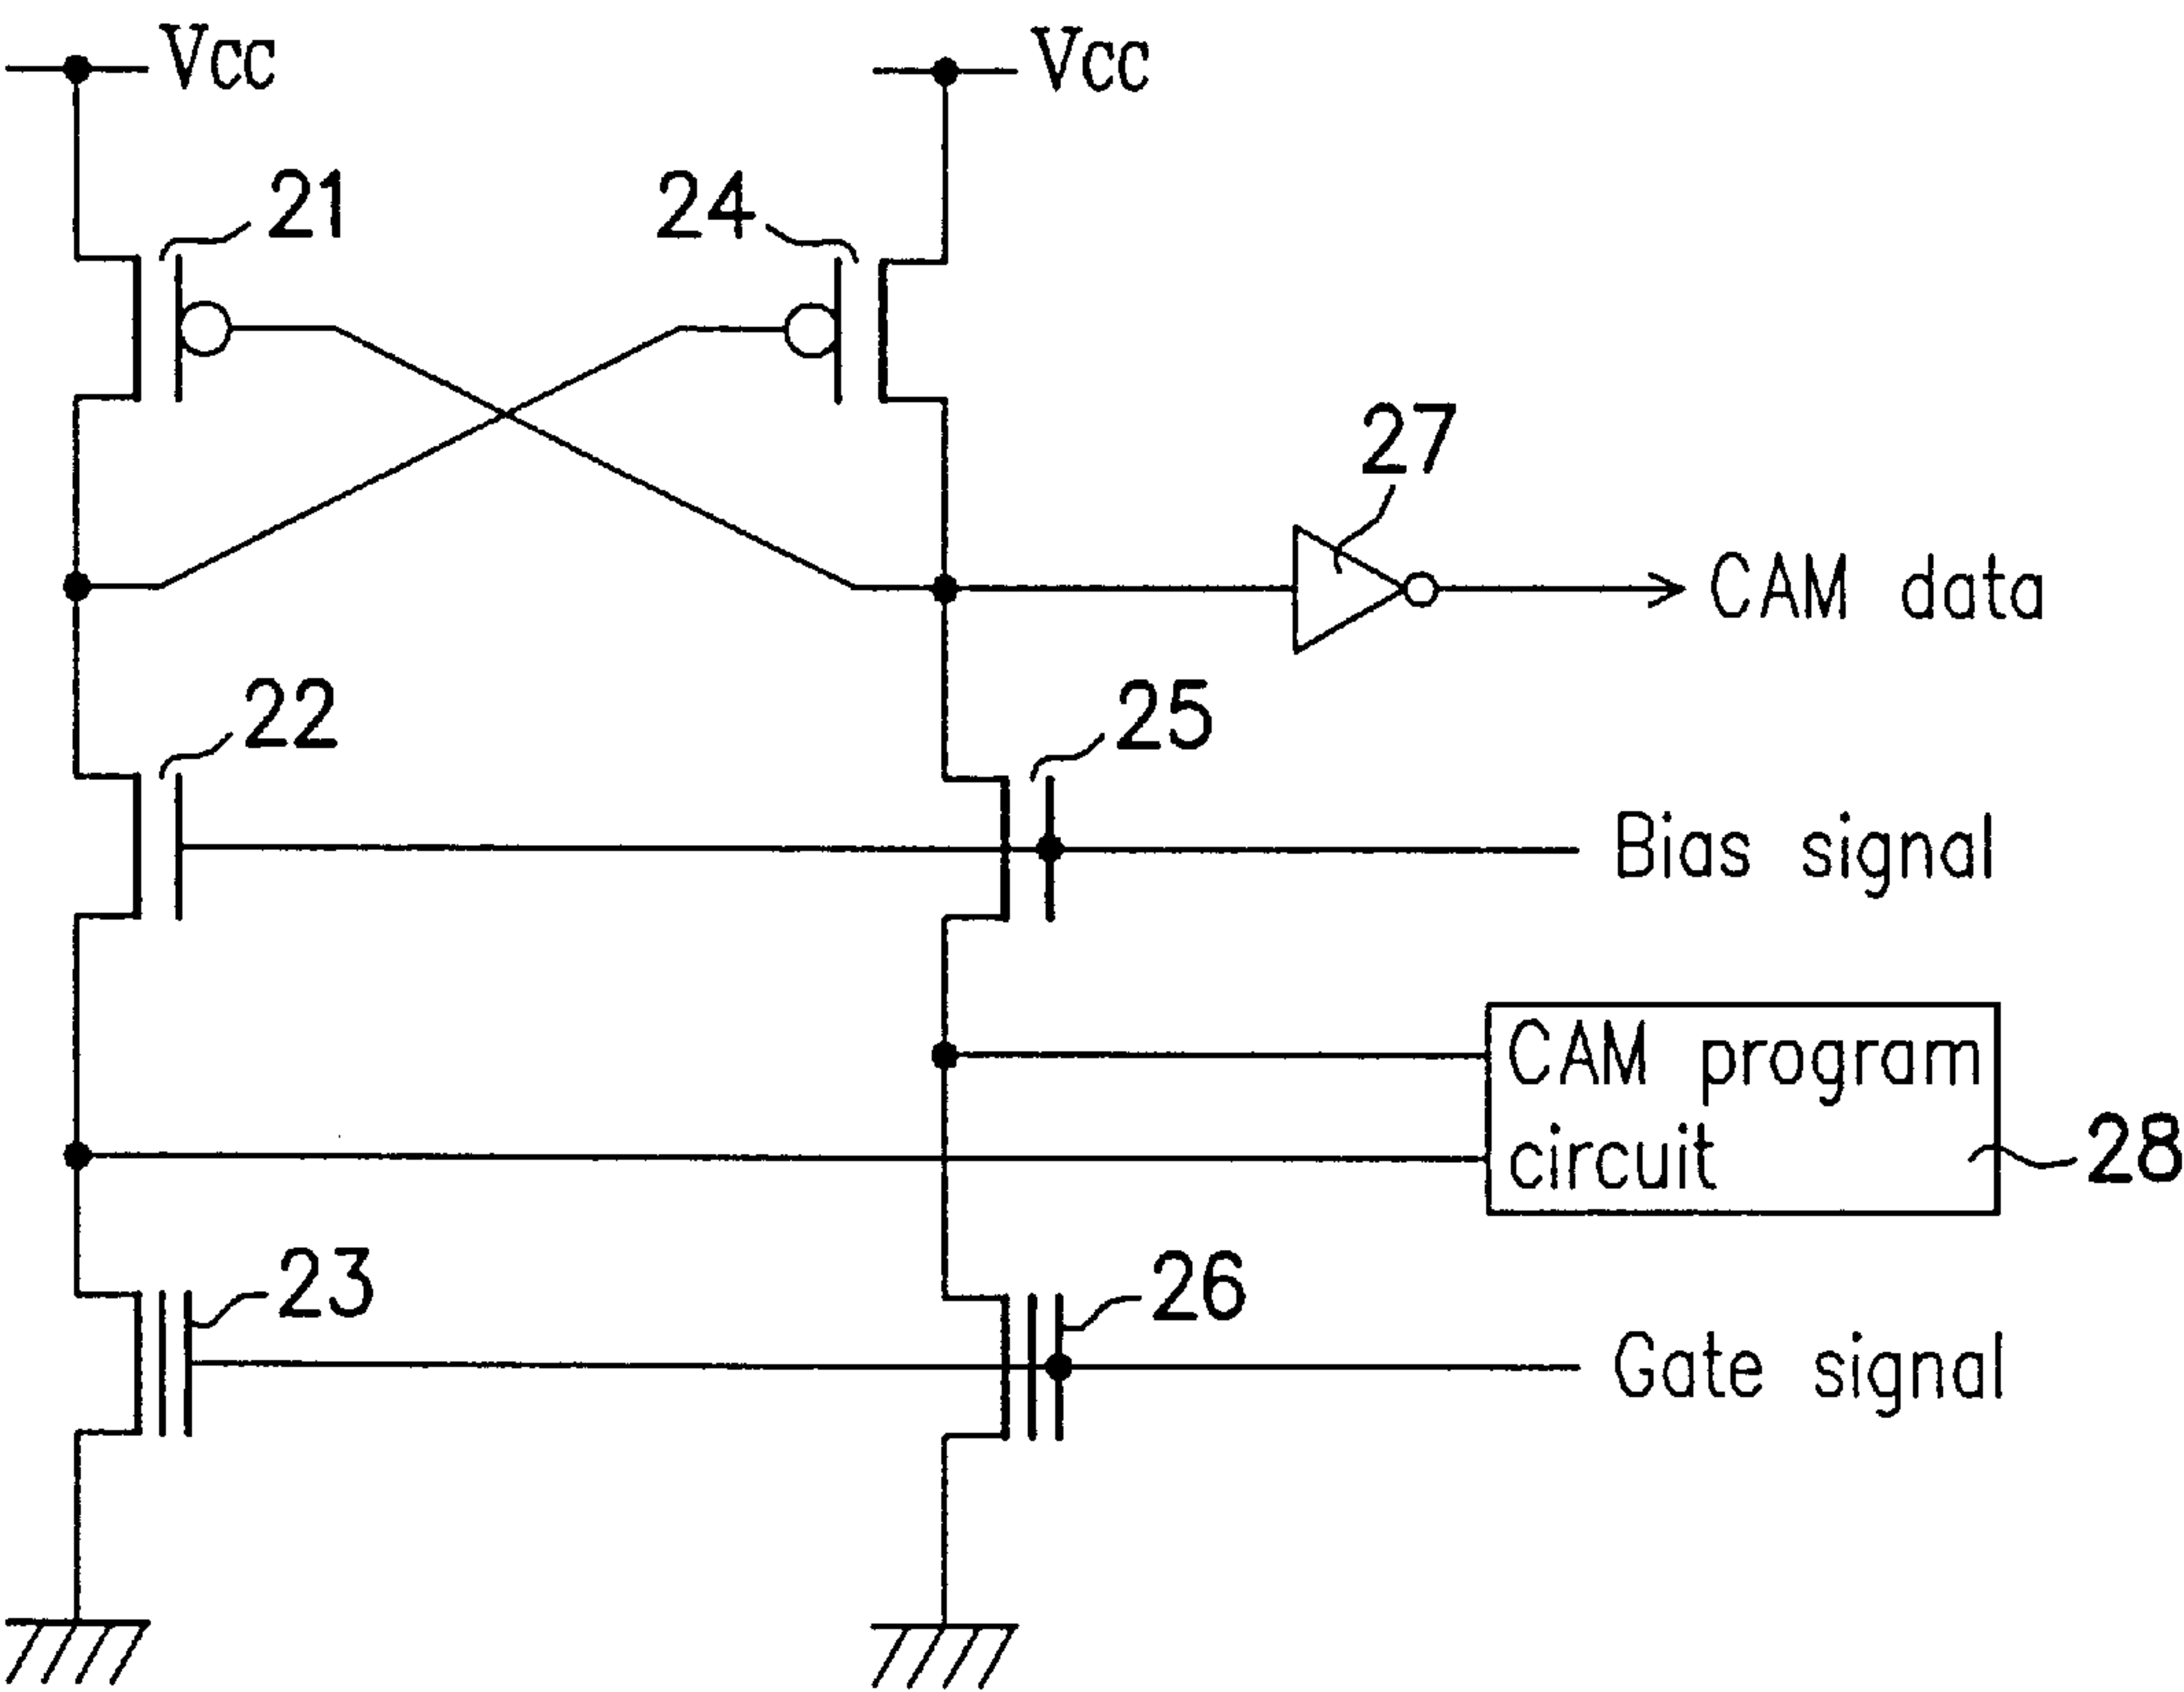 Vcc
Vcc
21
24
27
CAM data
22
25
Bias signal
CAM program
circuit
28
23
26
Gate signal